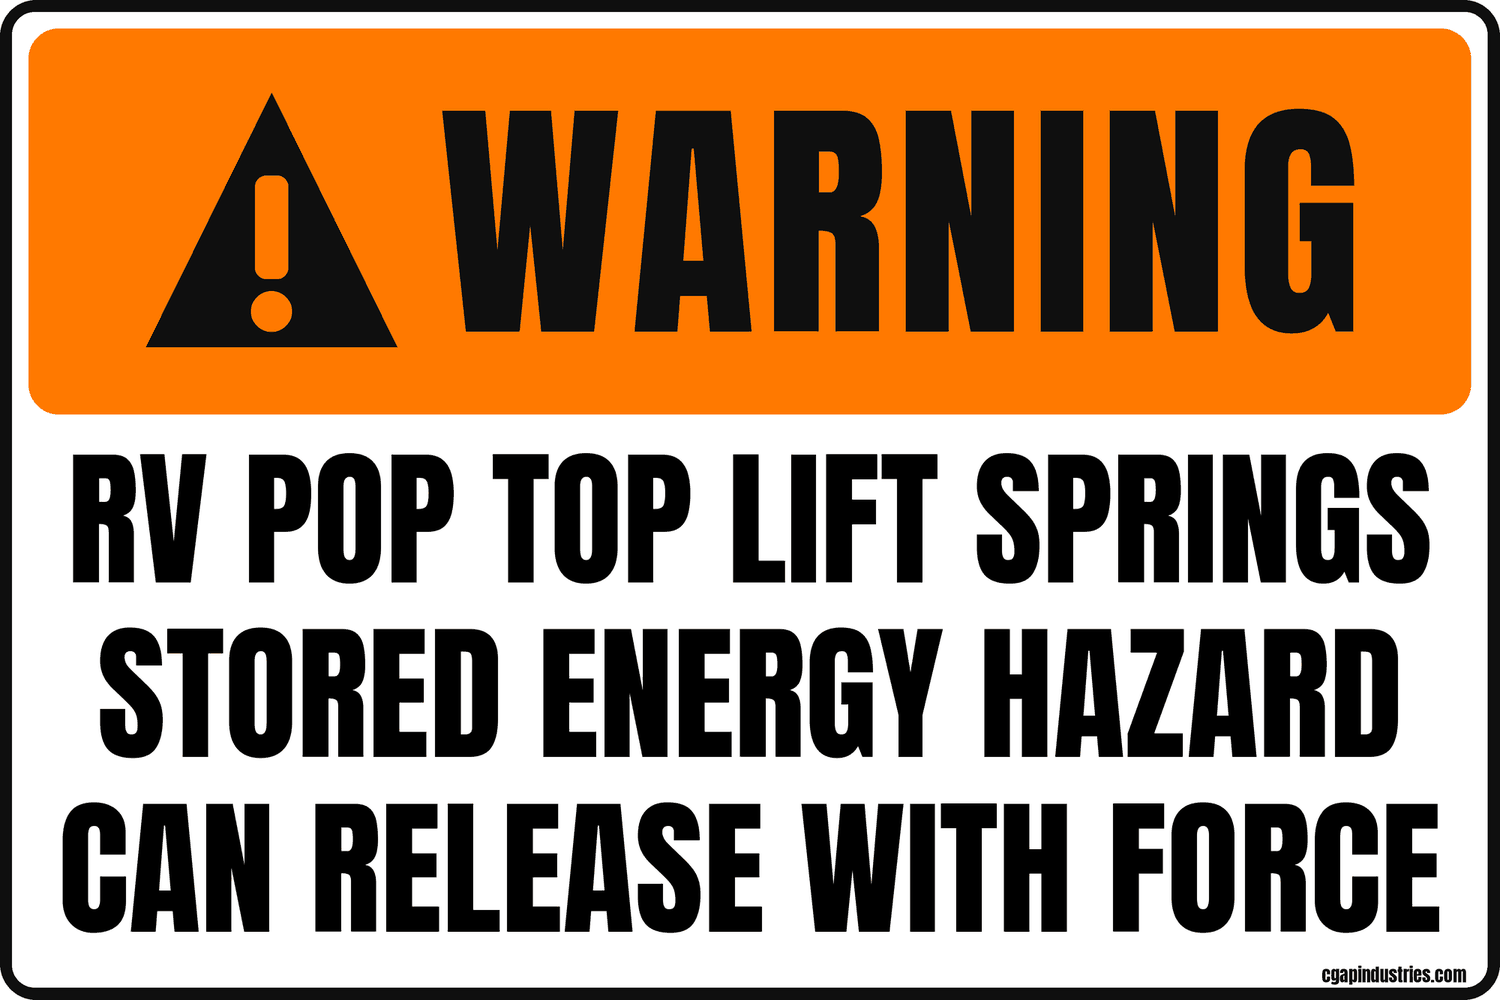 WARNING
RV POP TOP LIFT SPRINGS
STORED ENERGY HAZARD
CAN RELEASE WITH FORCE
cgapindustries.com